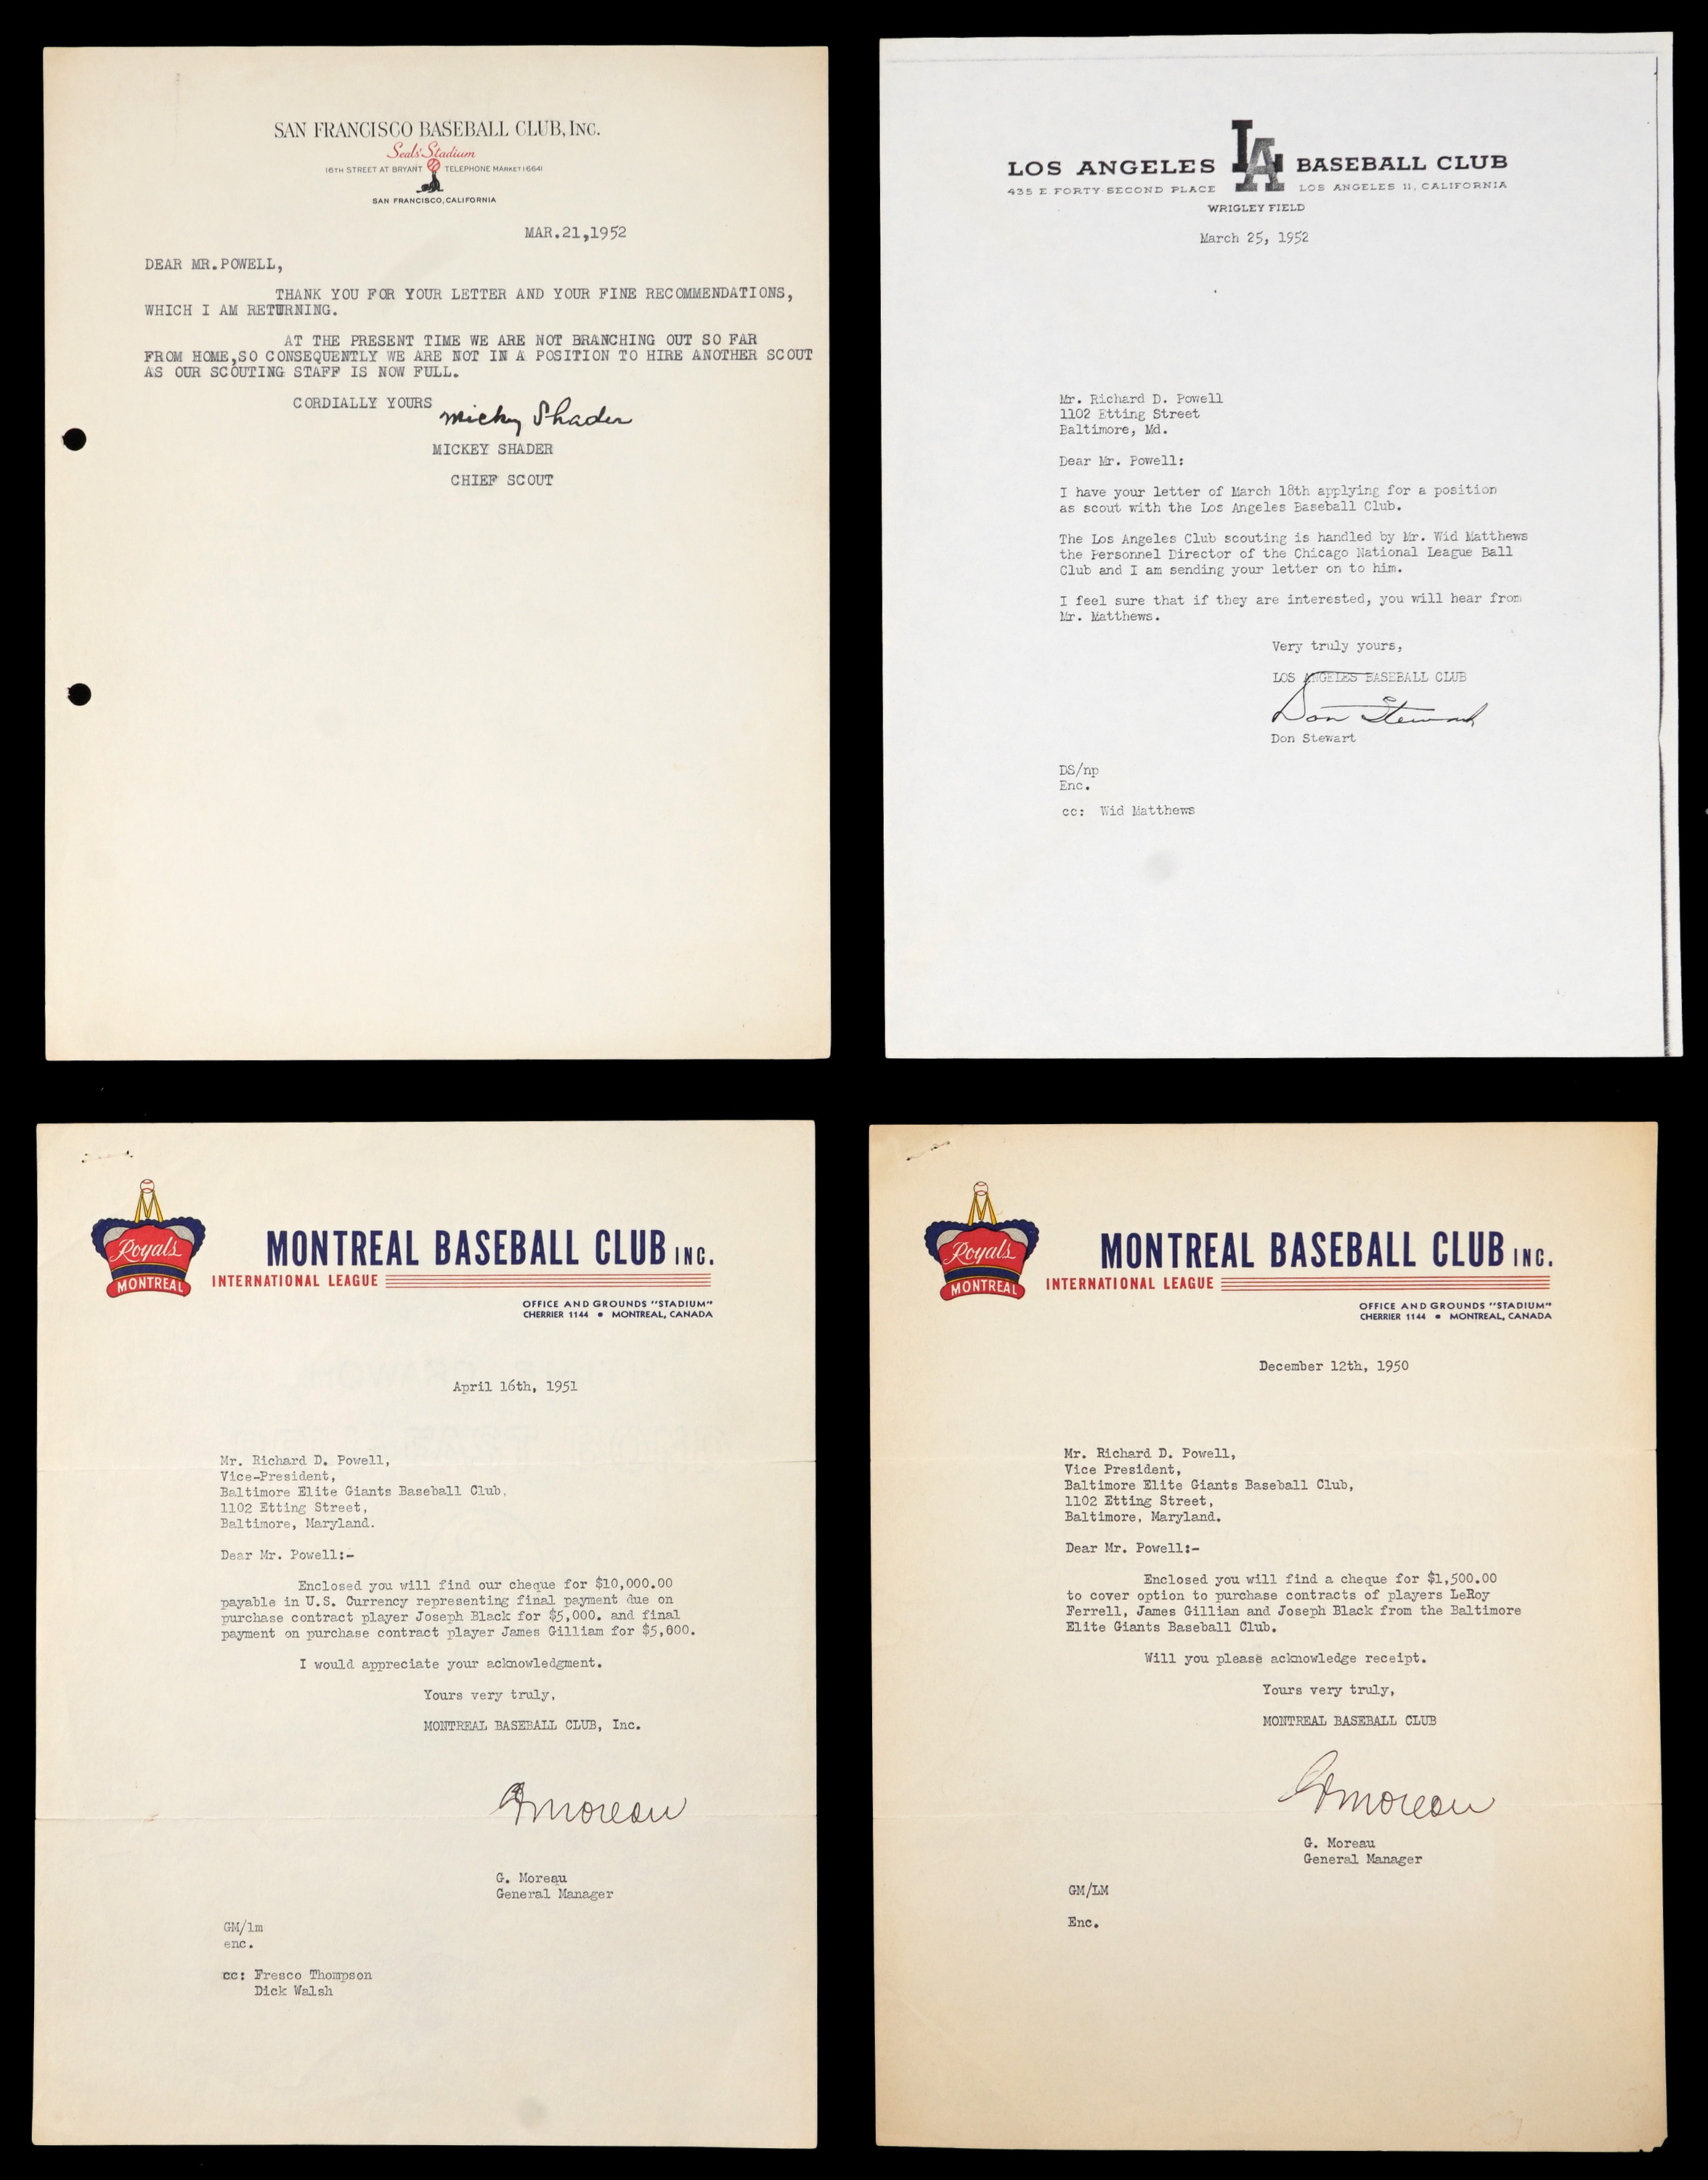 SAN FRANCISCO BASEBALL CLUB, INC.
Seals' Stadium
16TH STREET AT BRYANT TELEPHONE MARKET 1-6641
SAN FRANCISCO, CALIFORNIA
MAR.21,1952
DEAR MR.POWELL,
THANK YOU FOR YOUR LETTER AND YOUR FINE RECOMMENDATIONS,
WHICH I AM RETURNING.
AT THE PRESENT TIME WE ARE NOT BRANCHING OUT SO FAR
FROM HOME,SO CONSEQUENTLY WE ARE NOT IN A POSITION TO HIRE ANOTHER SCOUT
AS OUR SCOUTING STAFF IS NOW FULL.
CORDIALLY YOURS Micky Shader
MICKEY SHADER
CHIEF SCOUT
LOS ANGELES LA BASEBALL CLUB
435 E. FORTY-SECOND PLACE LOS ANGELES 11, CALIFORNIA
WRIGLEY FIELD
March 25, 1952
Mr. Richard D. Powell
1102 Etting Street
Baltimore, Md.
Dear Mr. Powell:
I have your letter of March 18th applying for a position
as scout with the Los Angeles Baseball Club.
The Los Angeles Club scouting is handled by Mr. Wid Matthews
the Personnel Director of the Chicago National League Ball
Club and I am sending your letter on to him.
I feel sure that if they are interested, you will hear from
Mr. Matthews.
Very truly yours,
LOS ANGELES BASEBALL CLUB
Don Stewart
Don Stewart
DS/np
Enc.
cc: Wid Matthews
Royals
MONTREAL
MONTREAL BASEBALL CLUB INC.
INTERNATIONAL LEAGUE
OFFICE AND GROUNDS "STADIUM"
CHERRIER 1144 • MONTREAL, CANADA
April 16th, 1951
Mr. Richard D. Powell,
Vice-President,
Baltimore Elite Giants Baseball Club,
1102 Etting Street,
Baltimore, Maryland.
Dear Mr. Powell:-
Enclosed you will find our cheque for $10,000.00
payable in U.S. Currency representing final payment due on
purchase contract player Joseph Black for $5,000. and final
payment on purchase contract player James Gilliam for $5,000.
I would appreciate your acknowledgment.
Yours very truly,
MONTREAL BASEBALL CLUB, Inc.
GMoreau
G. Moreau
General Manager
GM/lm
enc.
cc: Fresco Thompson
Dick Walsh
Royals
MONTREAL
MONTREAL BASEBALL CLUB INC.
INTERNATIONAL LEAGUE
OFFICE AND GROUNDS "STADIUM"
CHERRIER 1144 • MONTREAL, CANADA
December 12th, 1950
Mr. Richard D. Powell,
Vice President,
Baltimore Elite Giants Baseball Club,
1102 Etting Street,
Baltimore, Maryland.
Dear Mr. Powell:-
Enclosed you will find a cheque for $1,500.00
to cover option to purchase contracts of players LeRoy
Ferrell, James Gillian and Joseph Black from the Baltimore
Elite Giants Baseball Club.
Will you please acknowledge receipt.
Yours very truly,
MONTREAL BASEBALL CLUB
GMoreau
G. Moreau
General Manager
GM/LM
Enc.